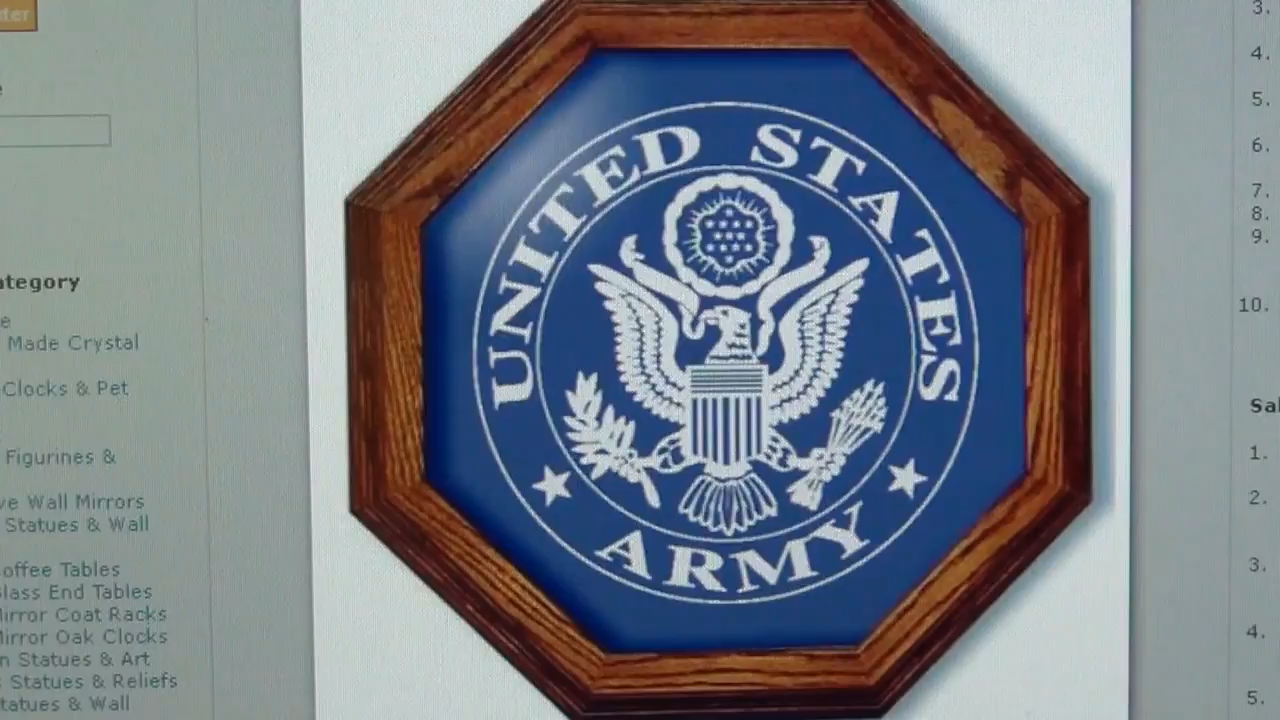 3.
4.
5.
6.
7.
8.
9.
10.
UNITED STATES
ARMY
ategory
e
Made Crystal
Clocks & Pet
Figurines &
ve Wall Mirrors
Statues & Wall
offee Tables
lass End Tables
Mirror Coat Racks
Mirror Oak Clocks
n Statues & Art
s Statues & Reliefs
tatues & Wall
Sal
1.
2.
3.
4.
5.